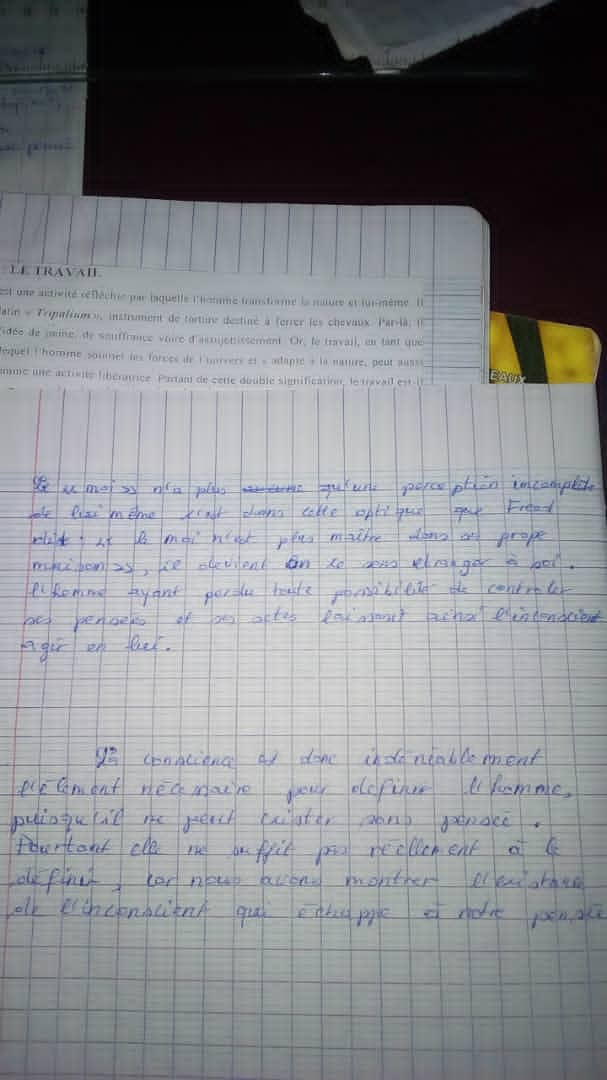 LE TRAVAIL
est une activité réfléchie par laquelle l'homme transforme la nature et lui-même. Il
latin « Tripalium », instrument de torture destiné à ferrer les chevaux. Par-là, il
l'idée de peine, de souffrance voire d'assujettissement. Or, le travail, en tant que
lequel l'homme soumet les forces de l'univers et « adapte » la nature, peut aussi
comme une activité libératrice. Partant de cette double signification, le travail est-il
EAUX
Le « moi » n'a plus qu'une perception incomplète
de lui même c'est dans cette optique que Freud
dit : « le moi n'est plus maître dans sa prope
maison », il devient en ce sens etranger à soi.
l'homme ayant perdu toute possibilité de controler
ses pensées et ses actes laissant ainsi l'inconscient
agir en lui.
La conscience est donc indéniablement
l'élement nécessaire pour definir l'homme,
puisqu'il ne peut exister sans pensée.
Pourtant elle ne suffit pas réellement à le
définir, car nous avons montrer l'existence
de l'inconscient qui échappe à notre pensée